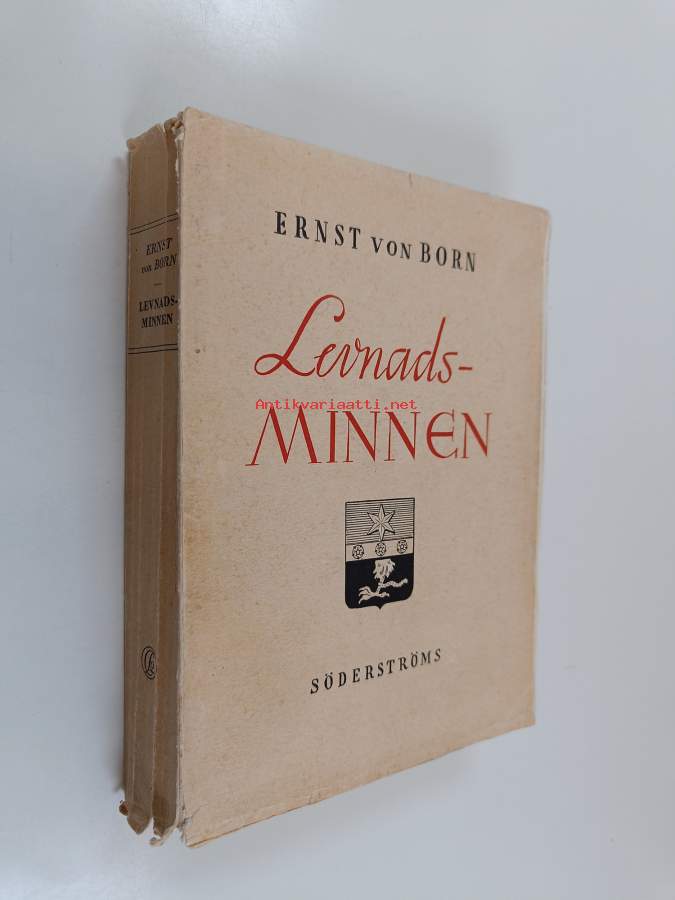 ERNST
von BORN
LEVNADS-
MINNEN
ERNST VON BORN
Levnads-
MINNEN
Antikvariaatti.net
SÖDERSTRÖMS